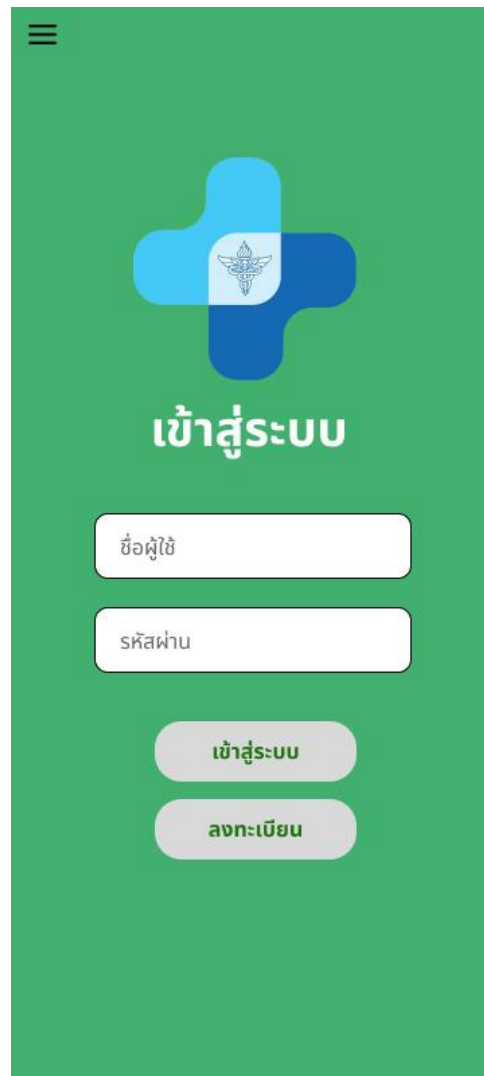 เข้าสู่ระบบ
ชื่อผู้ใช้
รหัสผ่าน
เข้าสู่ระบบ
ลงทะเบียน